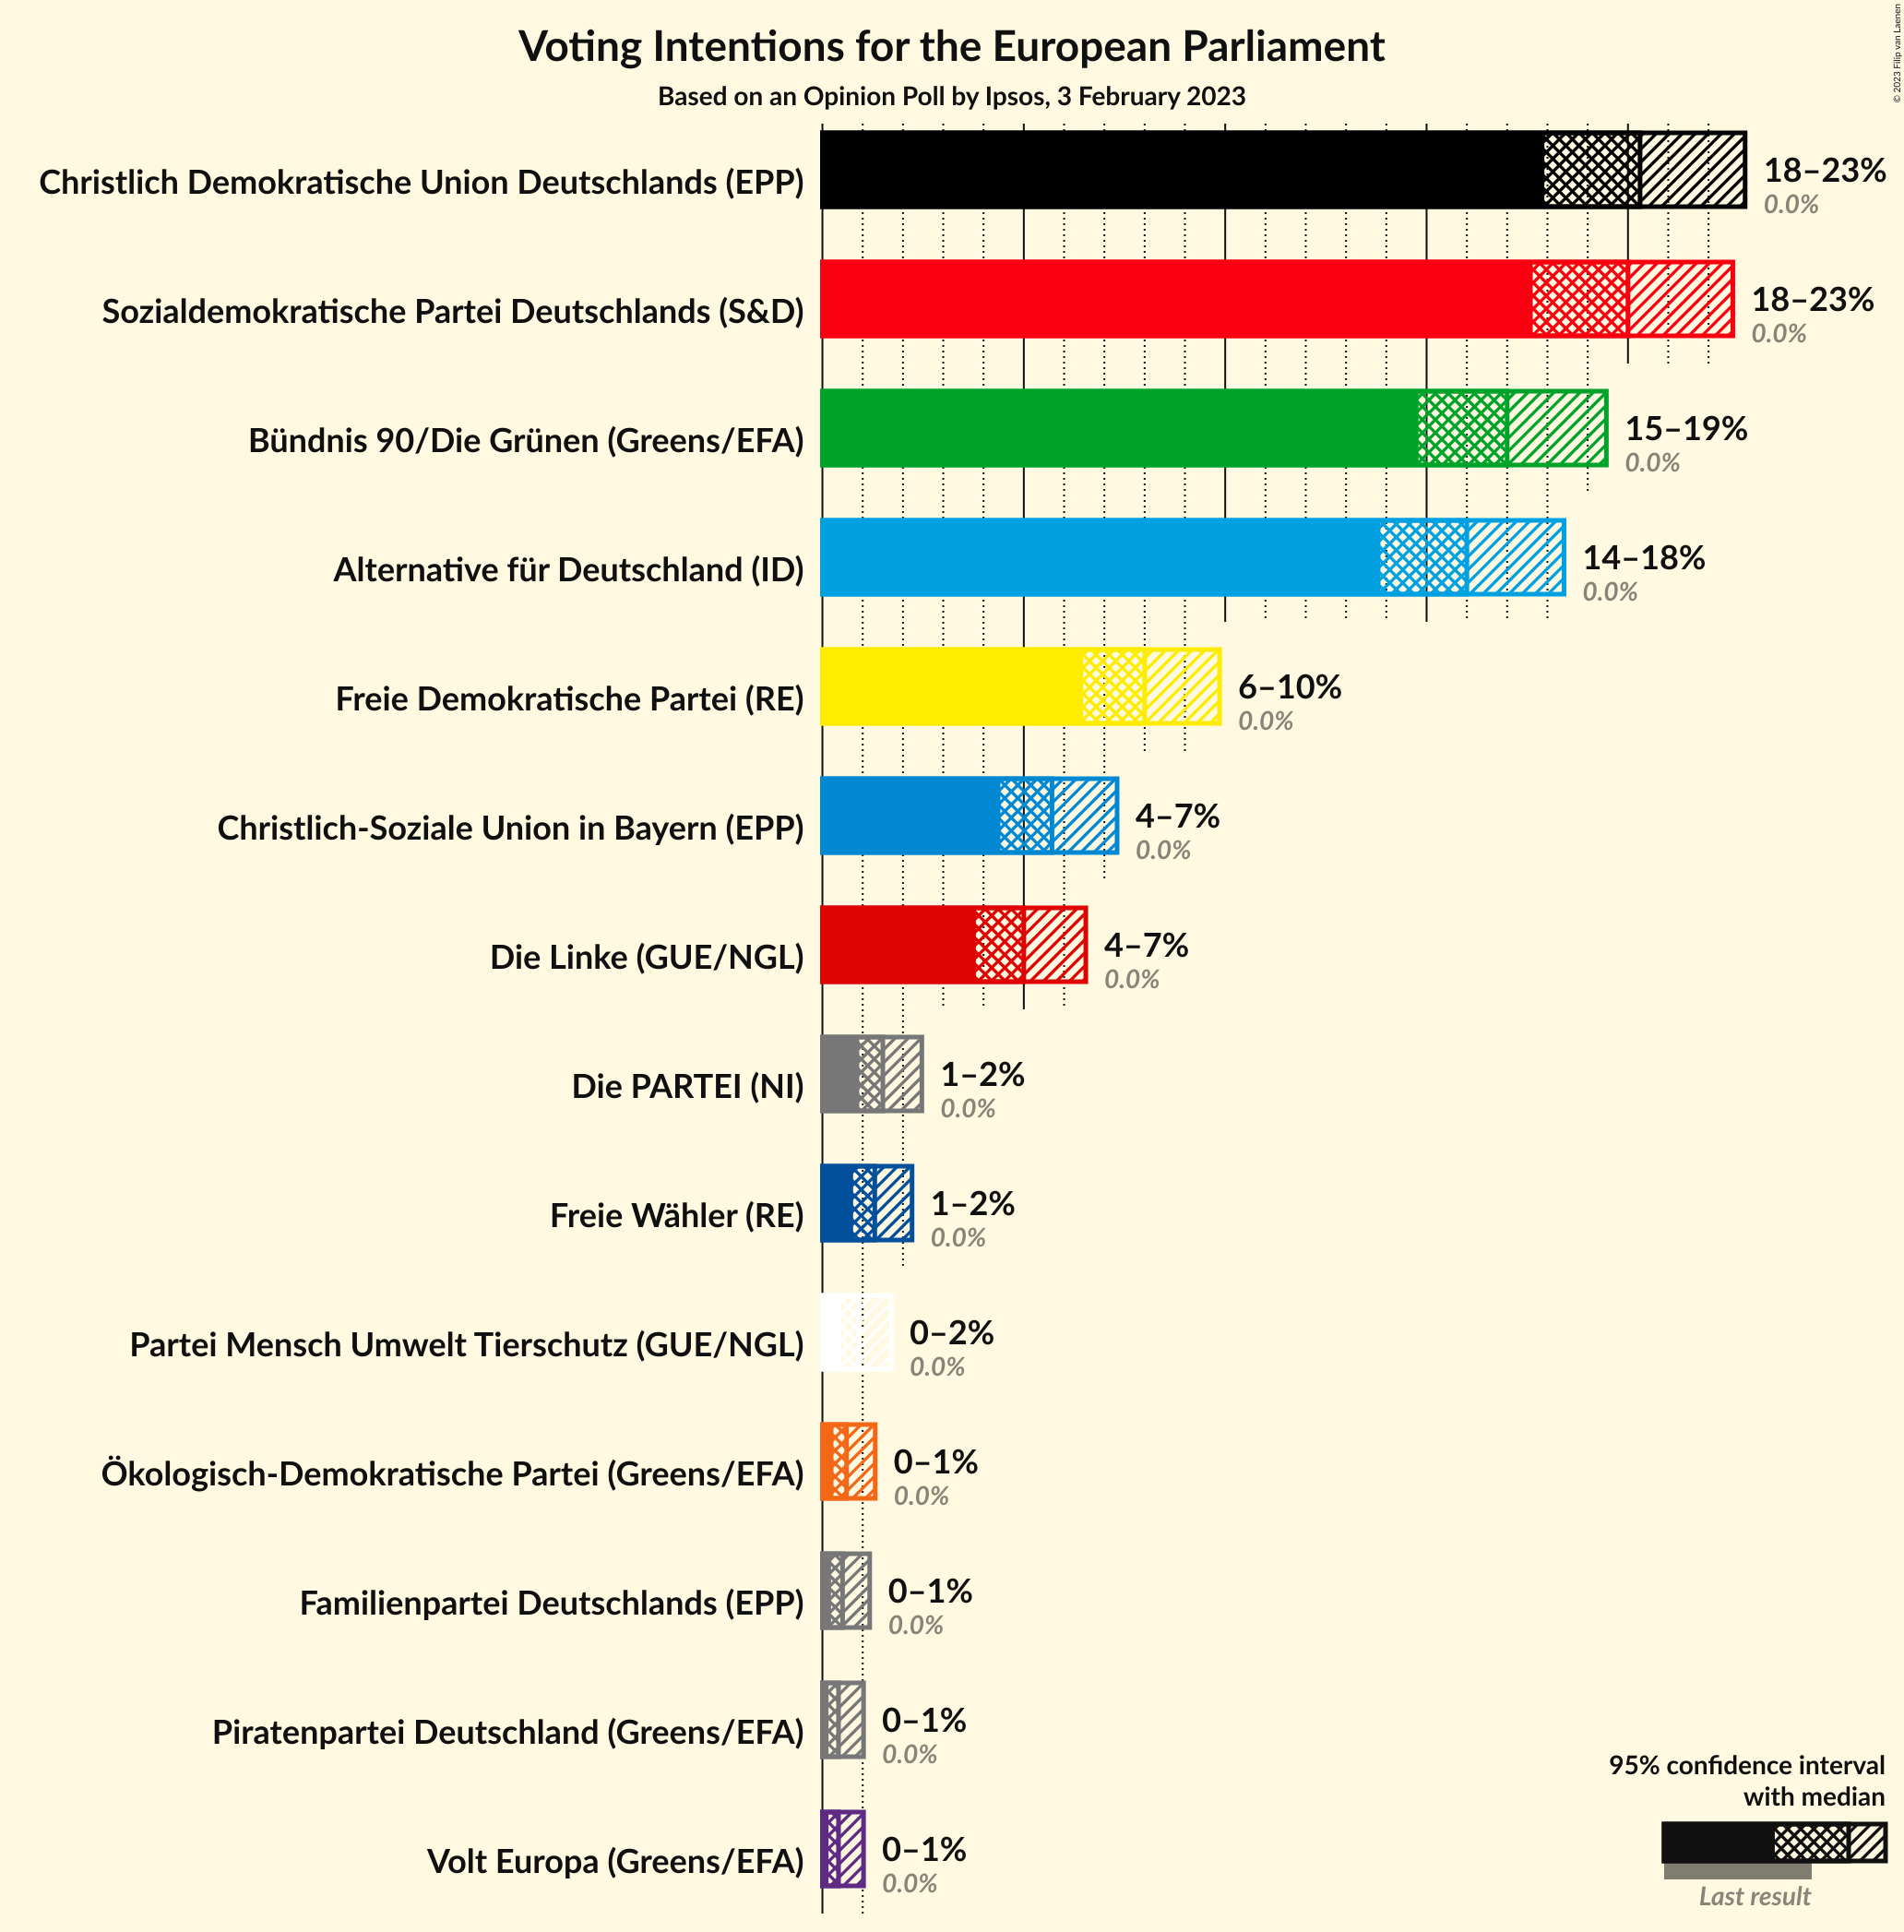 Voting Intentions for the European Parliament
Based on an Opinion Poll by Ipsos, 3 February 2023
© 2023 Filip van Laenen
Christlich Demokratische Union Deutschlands (EPP)
18–23%
0.0%
Sozialdemokratische Partei Deutschlands (S&D)
18–23%
0.0%
Bündnis 90/Die Grünen (Greens/EFA)
15–19%
0.0%
Alternative für Deutschland (ID)
14–18%
0.0%
Freie Demokratische Partei (RE)
6–10%
0.0%
Christlich-Soziale Union in Bayern (EPP)
4–7%
0.0%
Die Linke (GUE/NGL)
4–7%
0.0%
Die PARTEI (NI)
1–2%
0.0%
Freie Wähler (RE)
1–2%
0.0%
Partei Mensch Umwelt Tierschutz (GUE/NGL)
0–2%
0.0%
Ökologisch-Demokratische Partei (Greens/EFA)
0–1%
0.0%
Familienpartei Deutschlands (EPP)
0–1%
0.0%
Piratenpartei Deutschland (Greens/EFA)
0–1%
0.0%
Volt Europa (Greens/EFA)
0–1%
0.0%
95% confidence interval
with median
Last result